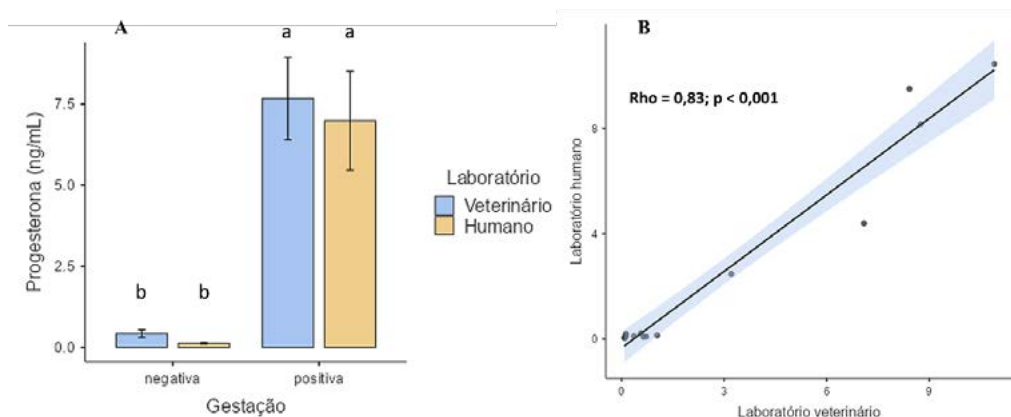 A
a a
7.5
5.0
2.5
0.0
Progesterona (ng/mL)
b b
negativa positiva
Gestação
Laboratório
Veterinário
Humano
B
Rho = 0,83; p < 0,001
8
4
0
Laboratório humano
0 3 6 9
Laboratório veterinário